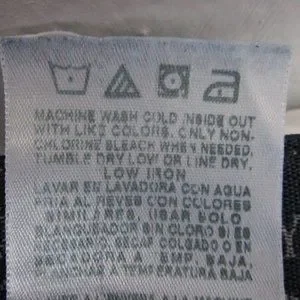 MACHINE WASH COLD INSIDE OUT
WITH LIKE COLORS. ONLY NON-
CHLORINE BLEACH WHEN NEEDED.
TUMBLE DRY LOW OR LINE DRY.
LOW IRON
LAVAR EN LAVADORA CON AGUA
FRIA AL REVES CON COLORES
SIMILARES. USAR SOLO
BLANQUEADOR SIN CLORO SI ES
NECESARIO. SECAR COLGADO O EN
SECADORA A TEMP. BAJA.
PLANCHAR A TEMPERATURA BAJA